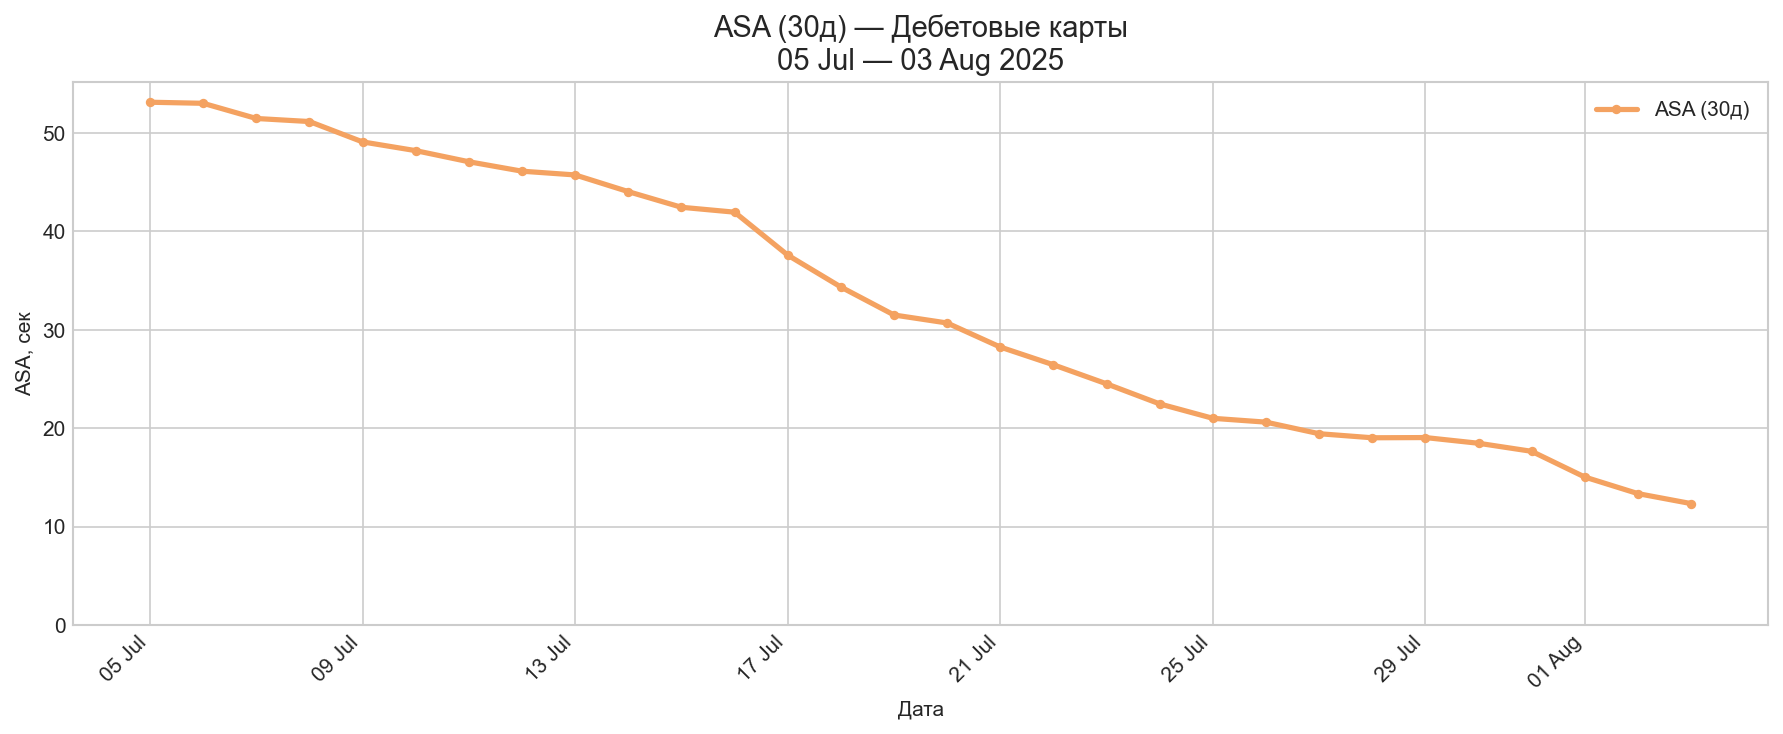 ASA (30д) — Дебетовые карты
05 Jul — 03 Aug 2025
ASA (30д)
50
40
30
20
10
0
ASA, сек
05 Jul
09 Jul
13 Jul
17 Jul
21 Jul
25 Jul
29 Jul
01 Aug
Дата